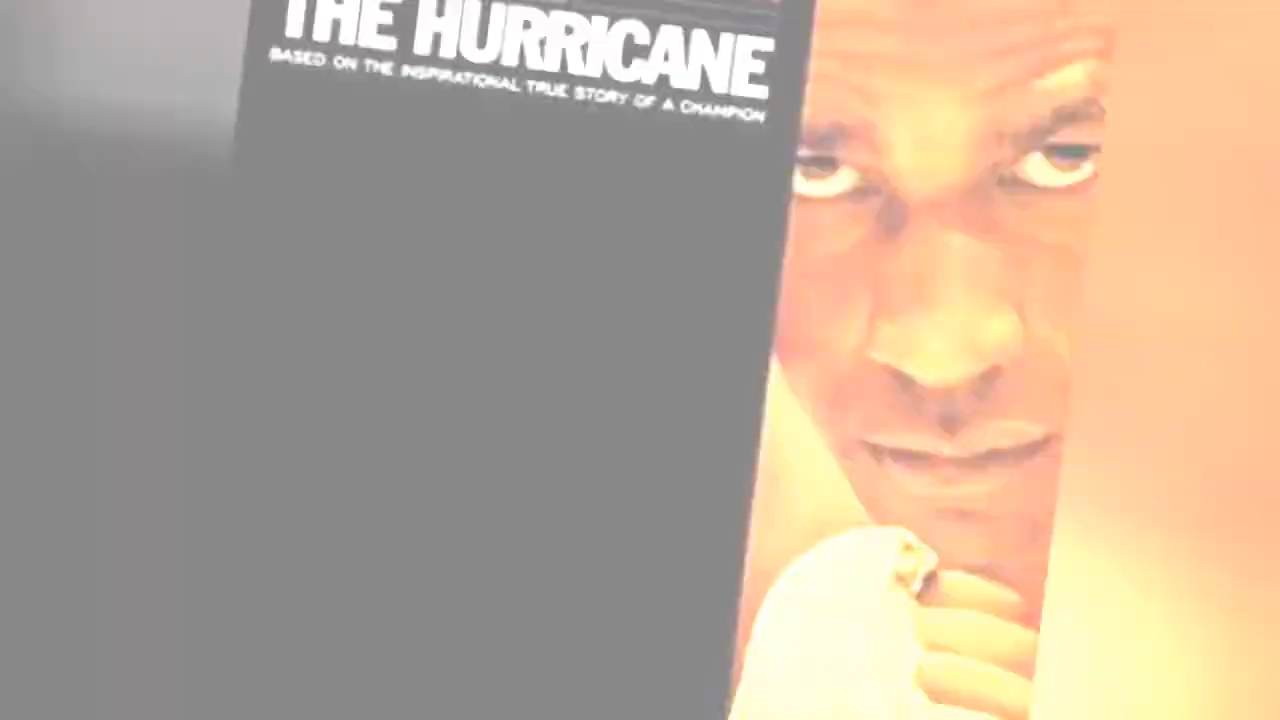 THE HURRICANE
BASED ON THE INSPIRATIONAL TRUE STORY OF A CHAMPION